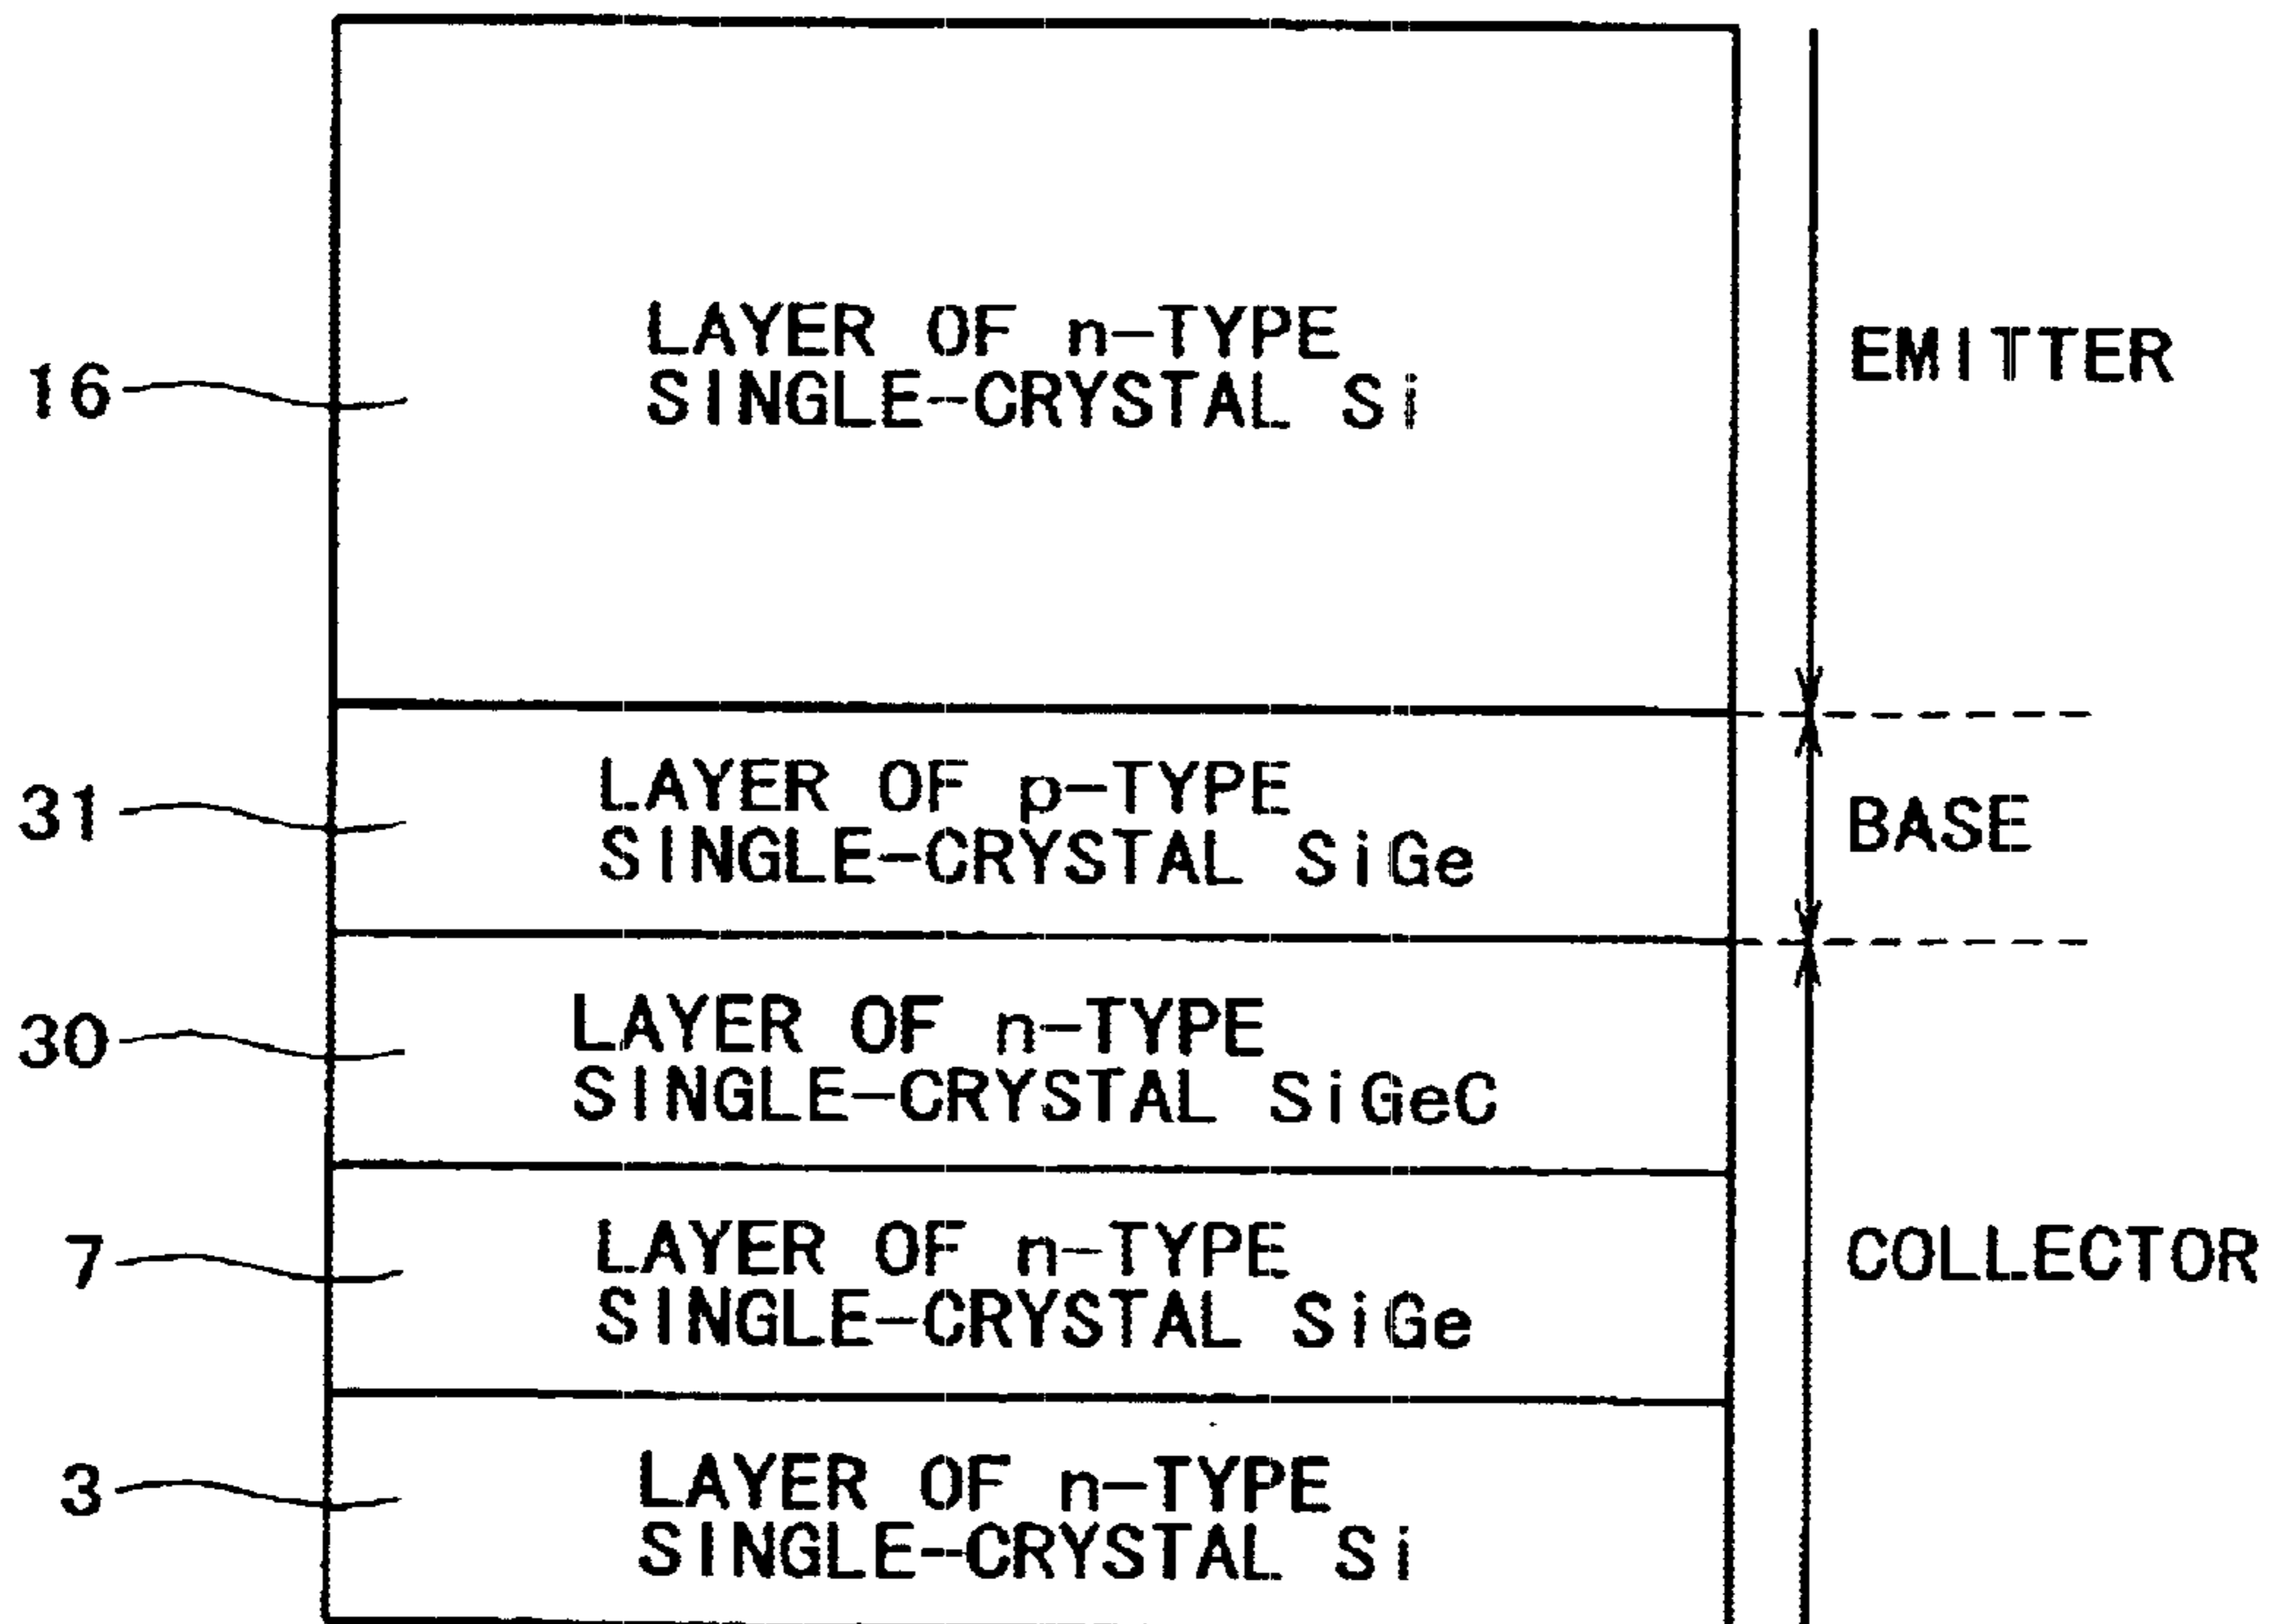 LAYER OF n-TYPE
SINGLE-CRYSTAL Si
16
EMITTER
LAYER OF p-TYPE
SINGLE-CRYSTAL SiGe
31
BASE
LAYER OF n-TYPE
SINGLE-CRYSTAL SiGeC
30
LAYER OF n-TYPE
SINGLE-CRYSTAL SiGe
7
COLLECTOR
LAYER OF n-TYPE
SINGLE-CRYSTAL Si
3